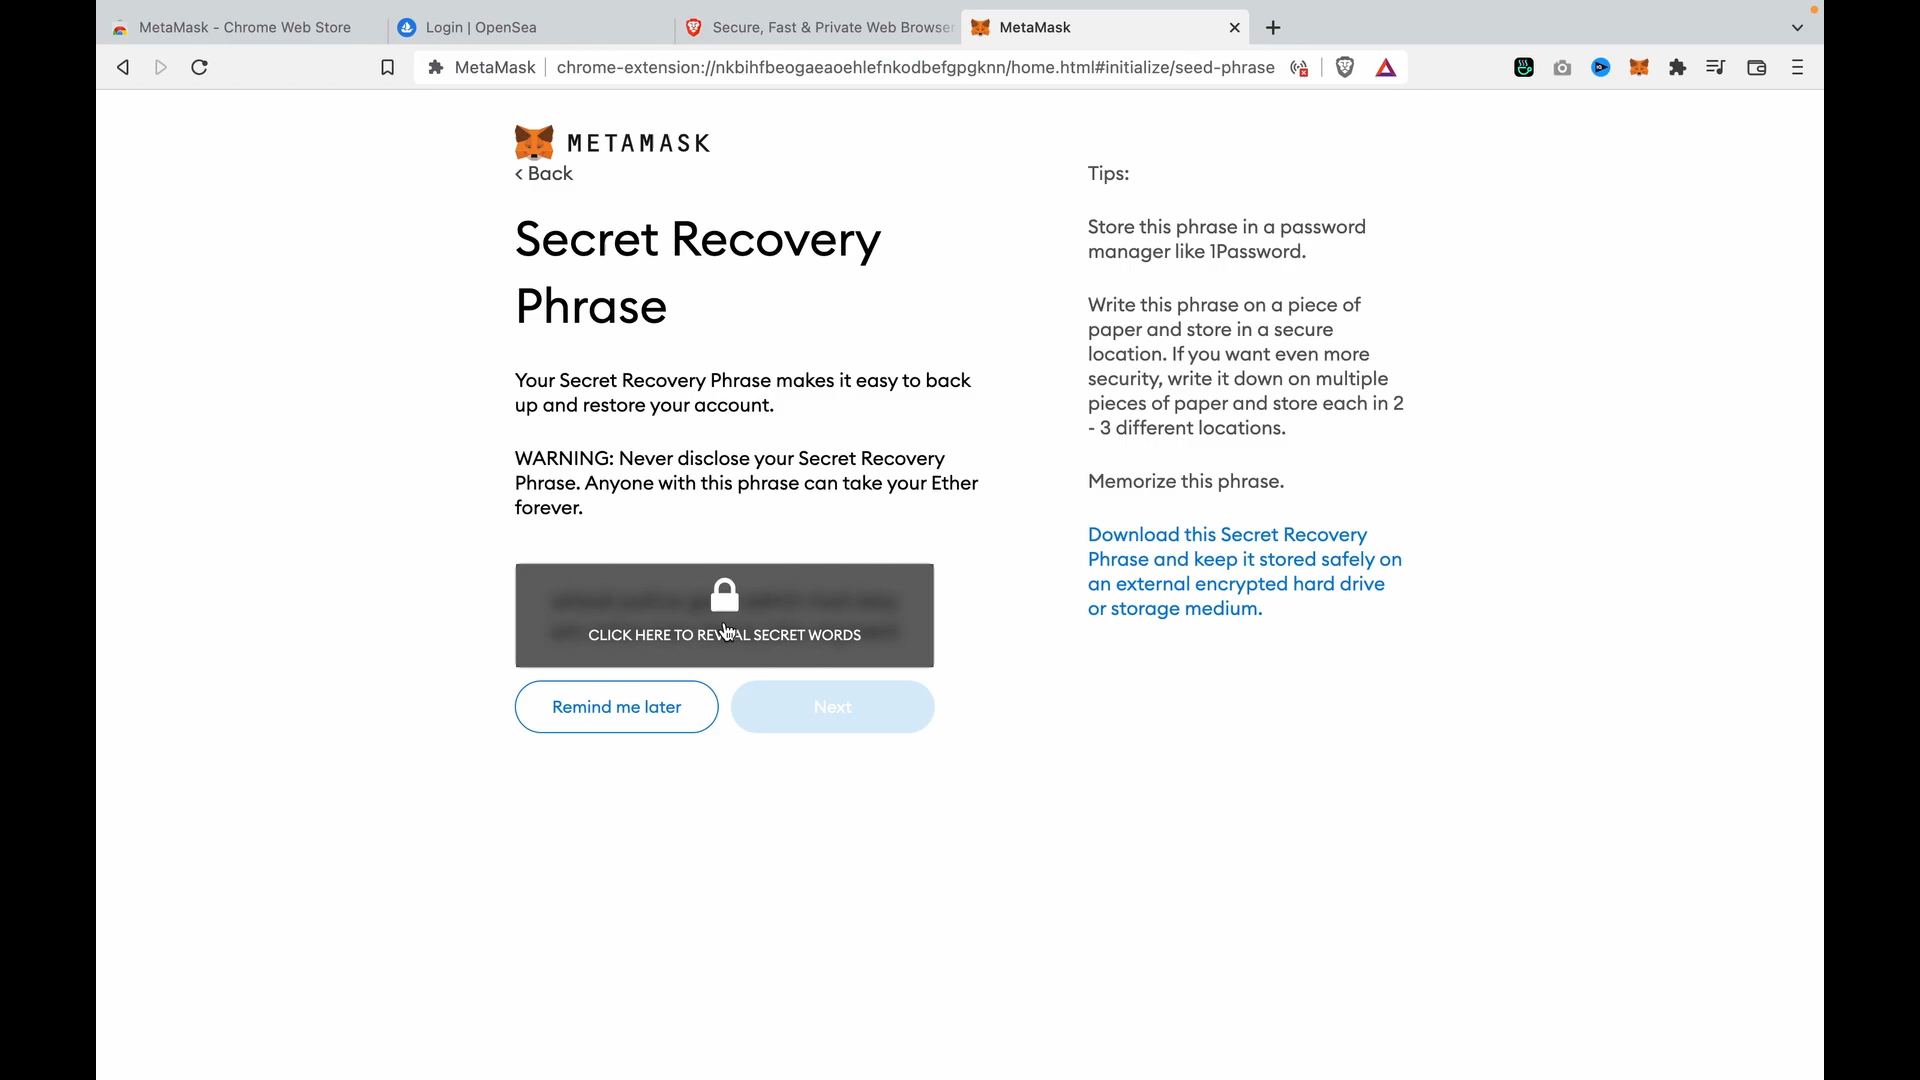 MetaMask - Chrome Web Store
Login | OpenSea
Secure, Fast & Private Web Browser
MetaMask
MetaMask
chrome-extension://nkbihfbeogaeaoehlefnkodbefgpgknn/home.html#initialize/seed-phrase
METAMASK
< Back
Secret Recovery
Phrase
Your Secret Recovery Phrase makes it easy to back
up and restore your account.
WARNING: Never disclose your Secret Recovery
Phrase. Anyone with this phrase can take your Ether
forever.
CLICK HERE TO REVEAL SECRET WORDS
Remind me later
Next
Tips:
Store this phrase in a password
manager like 1Password.
Write this phrase on a piece of
paper and store in a secure
location. If you want even more
security, write it down on multiple
pieces of paper and store each in 2
- 3 different locations.
Memorize this phrase.
Download this Secret Recovery
Phrase and keep it stored safely on
an external encrypted hard drive
or storage medium.